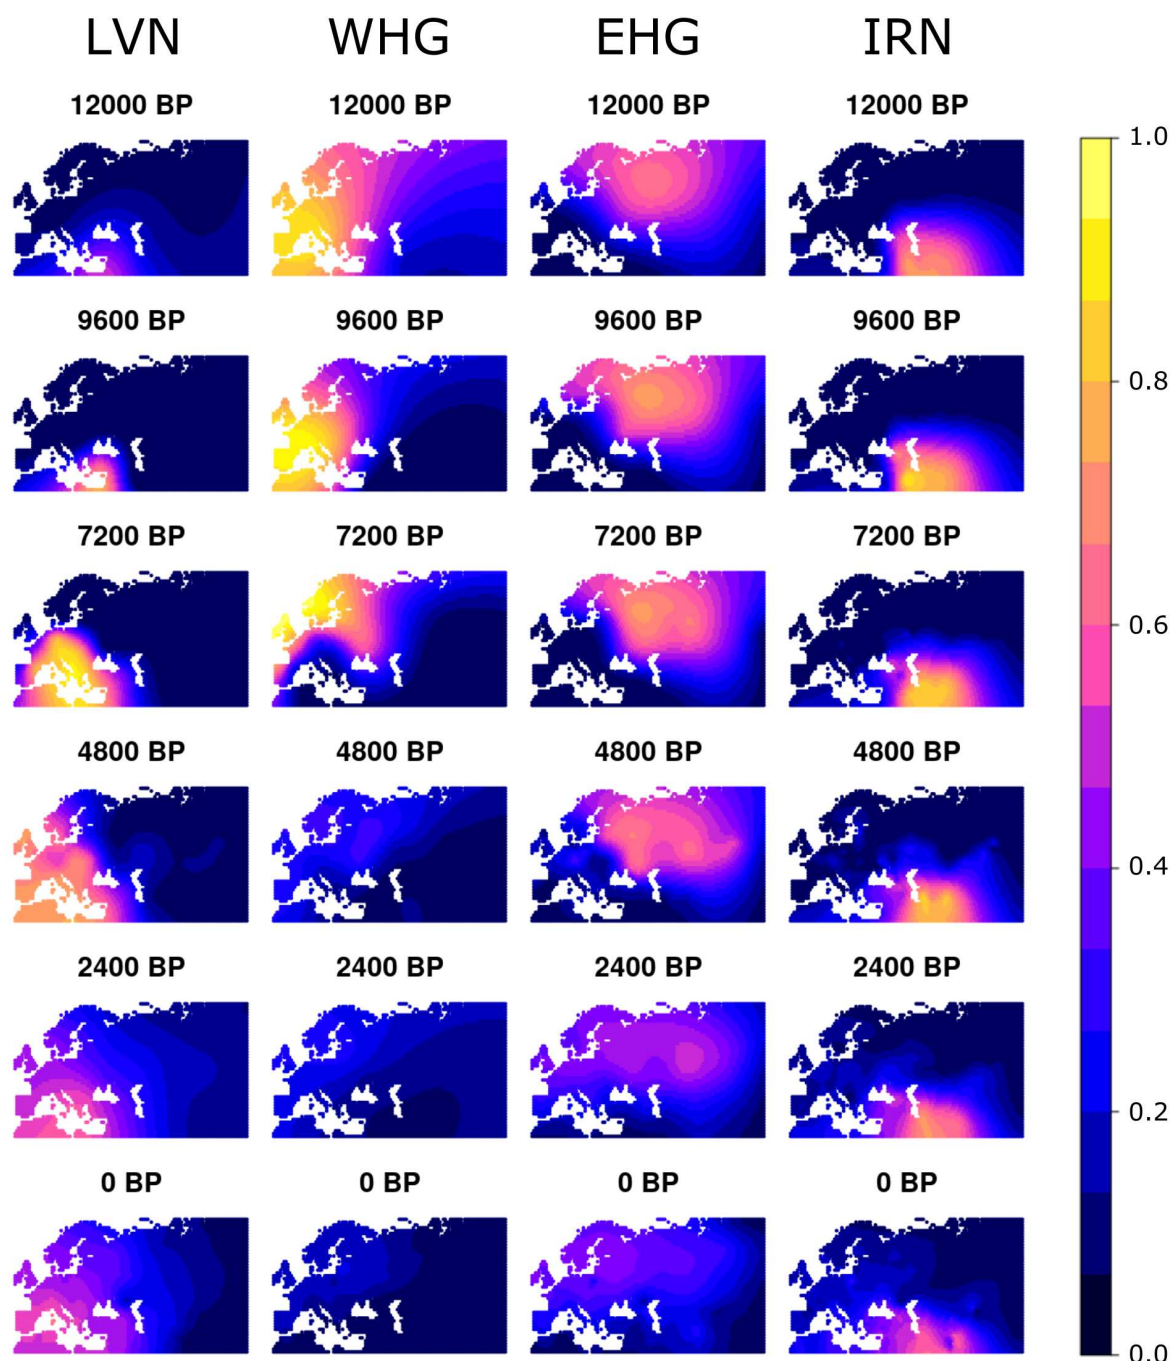 LVN WHG EHG IRN
12000 BP 12000 BP 12000 BP 12000 BP
1.0
9600 BP 9600 BP 9600 BP 9600 BP
0.8
7200 BP 7200 BP 7200 BP 7200 BP
0.6
4800 BP 4800 BP 4800 BP 4800 BP
0.4
2400 BP 2400 BP 2400 BP 2400 BP
0.2
0 BP 0 BP 0 BP 0 BP
0.0